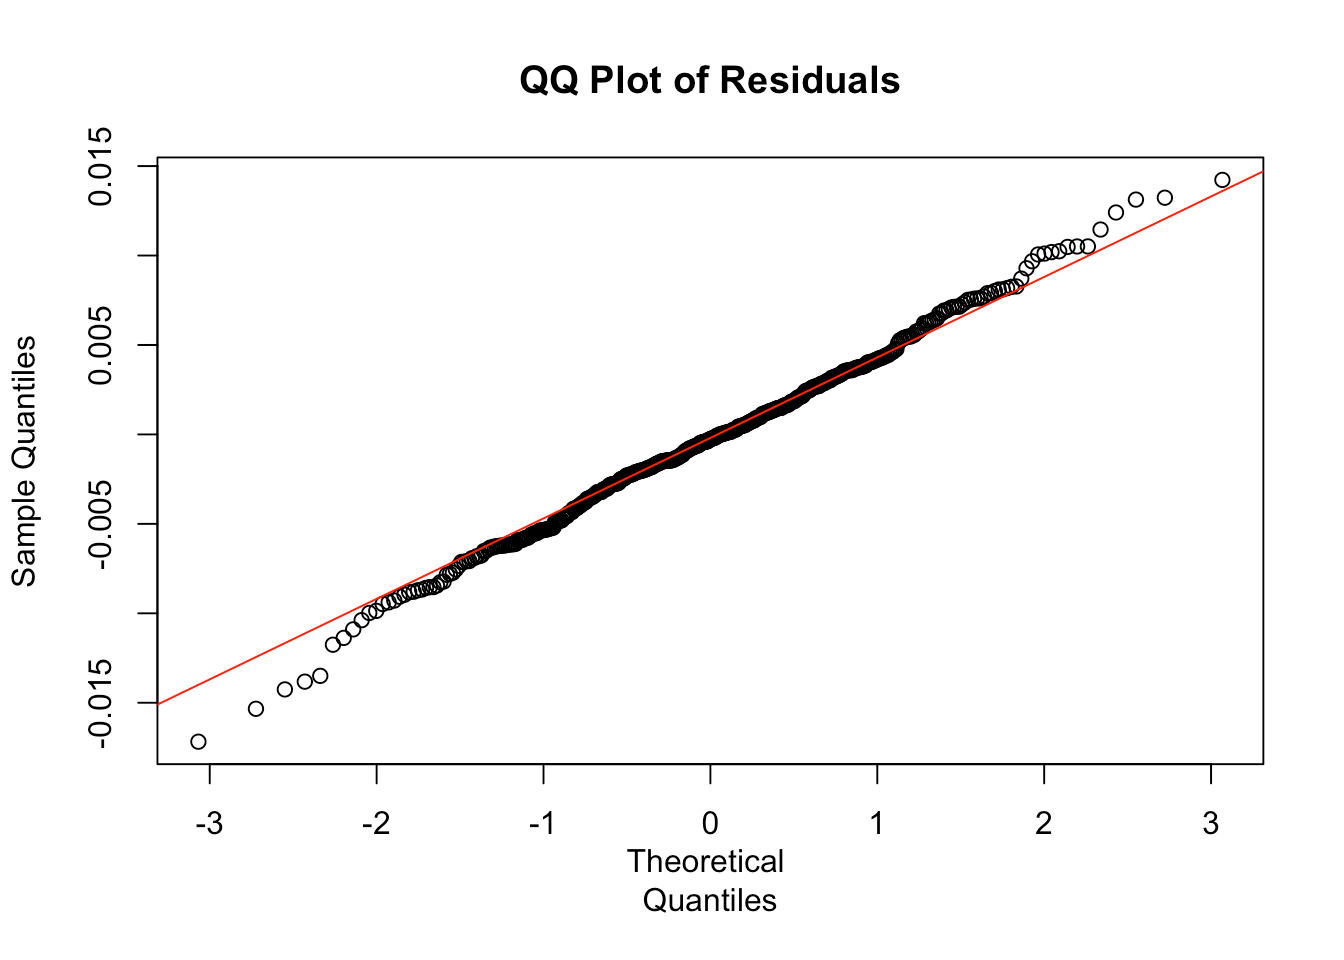 QQ Plot of Residuals
Sample Quantiles
0.015
0.005
-0.005
-0.015
-3 -2 -1 0 1 2 3
Theoretical
Quantiles